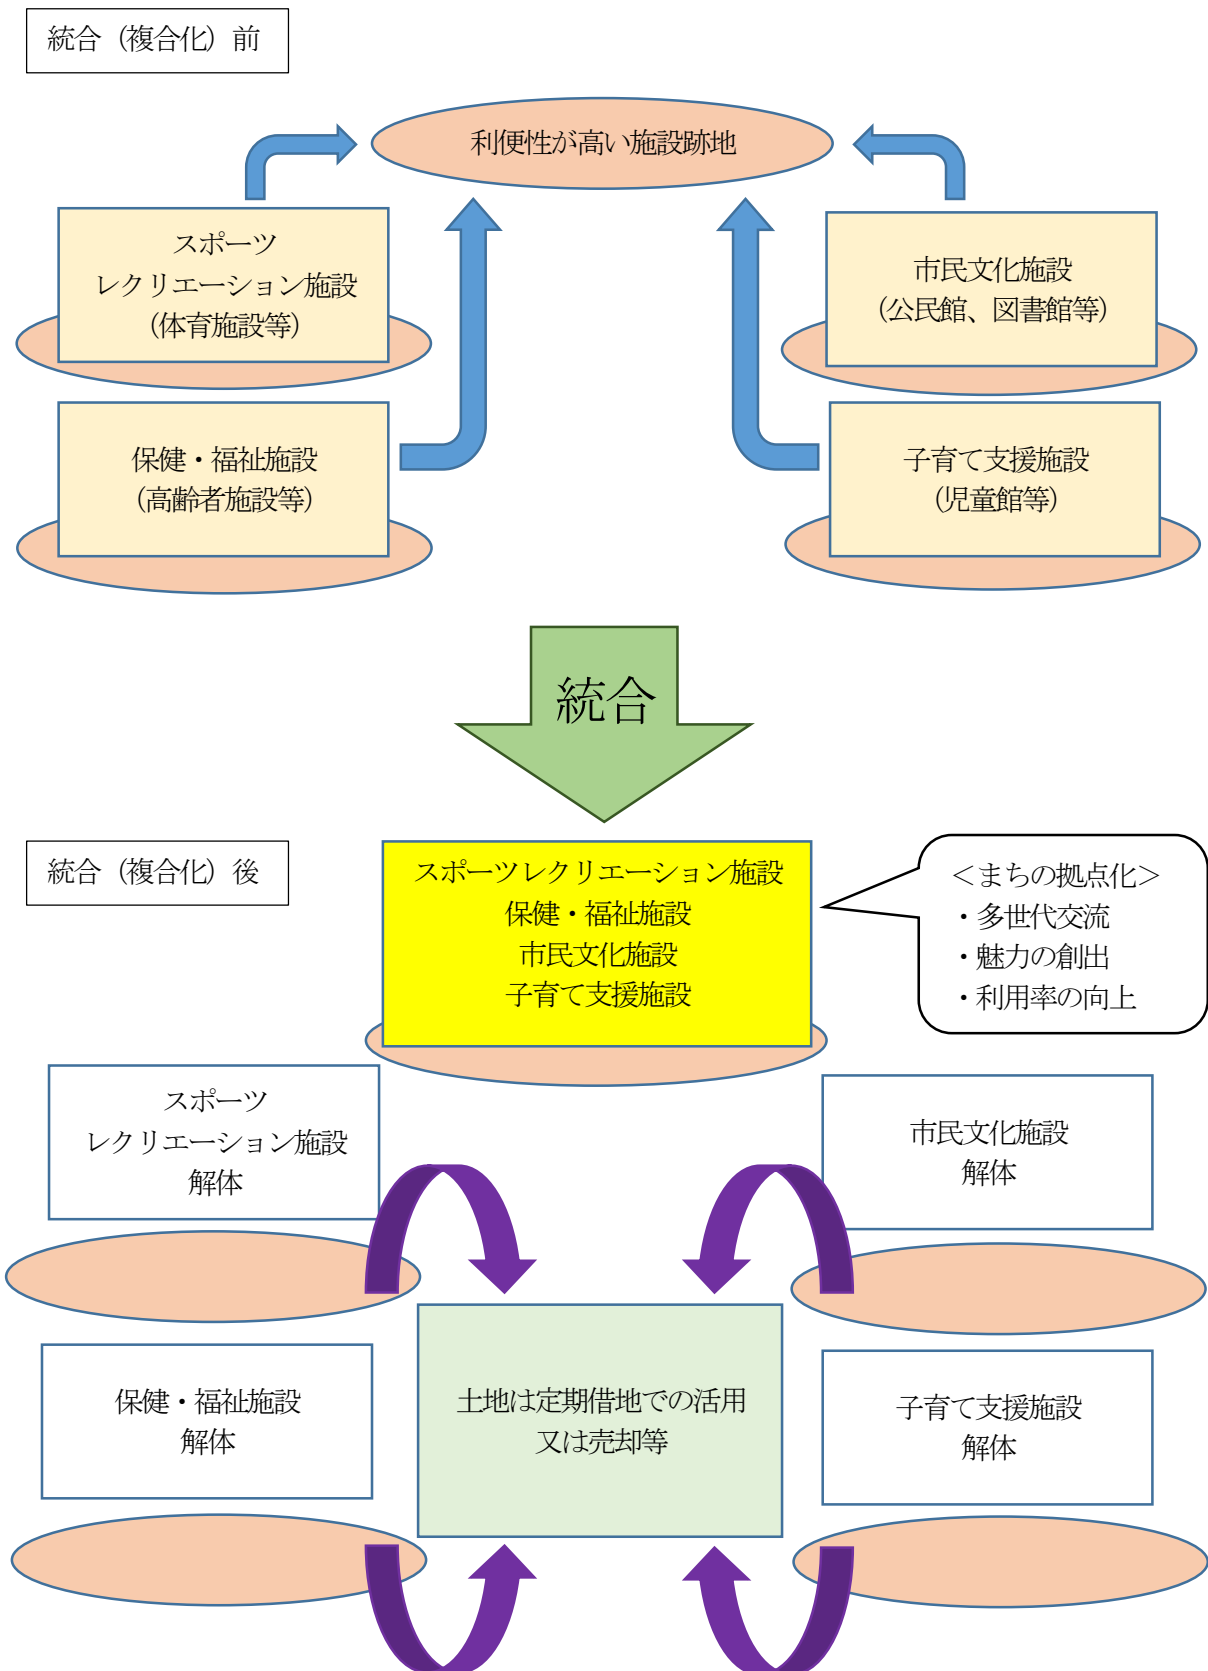 統合（複合化）前
利便性が高い施設跡地
スポーツ
レクリエーション施設
（体育施設等）
市民文化施設
（公民館、図書館等）
保健・福祉施設
（高齢者施設等）
子育て支援施設
（児童館等）
統合
統合（複合化）後
スポーツレクリエーション施設
保健・福祉施設
市民文化施設
子育て支援施設
＜まちの拠点化＞
・多世代交流
・魅力の創出
・利用率の向上
スポーツ
レクリエーション施設
解体
市民文化施設
解体
保健・福祉施設
解体
土地は定期借地での活用
又は売却等
子育て支援施設
解体